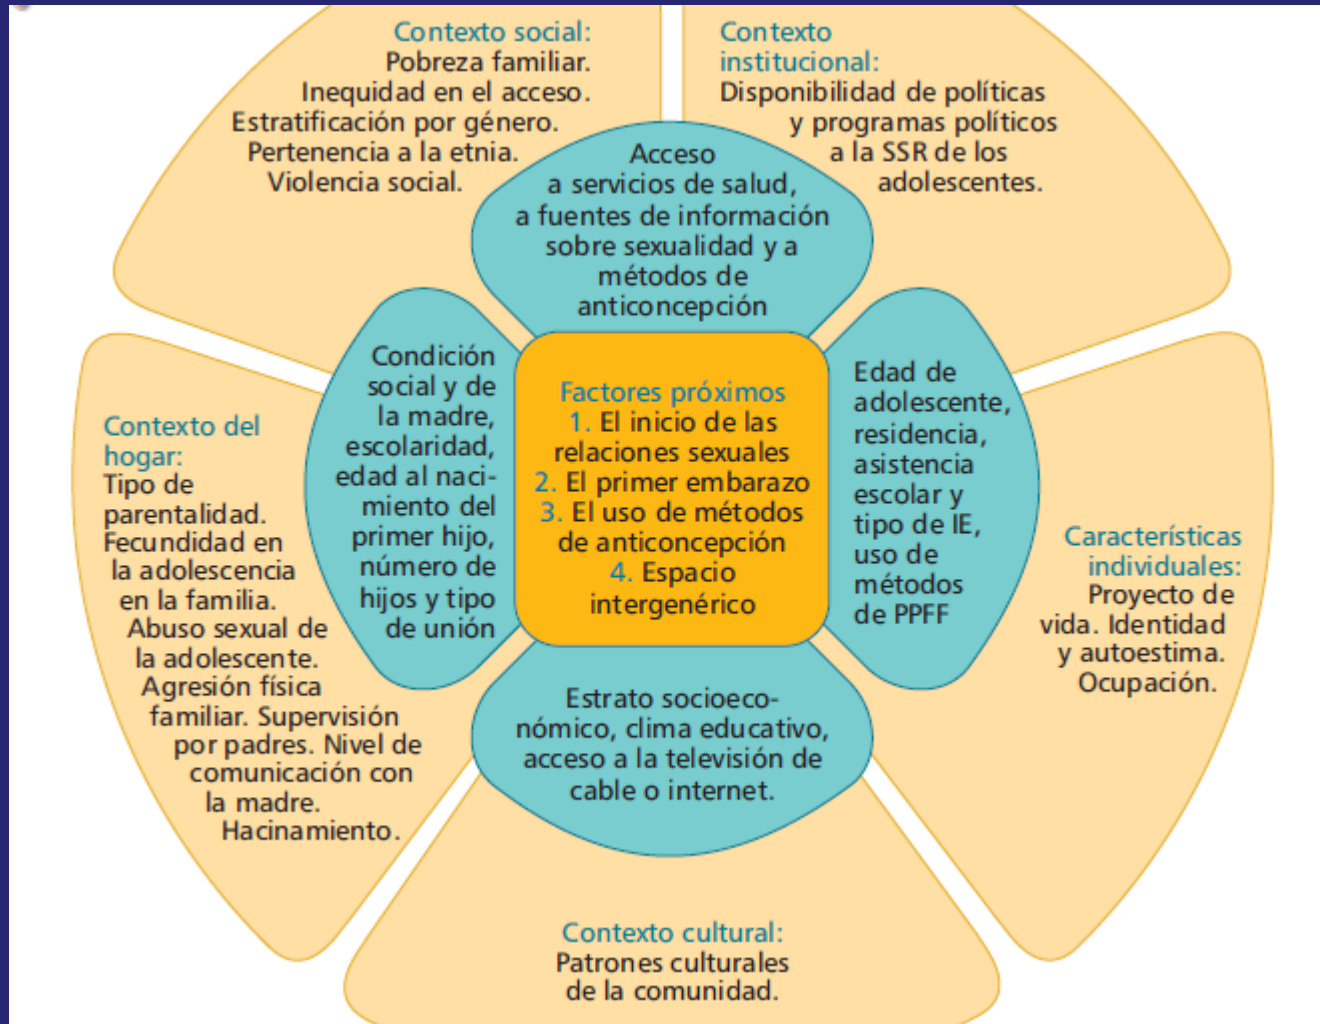 Contexto social:
Pobreza familiar.
Inequidad en el acceso.
Estratificación por género.
Pertenencia a la etnia.
Violencia social.
Contexto
institucional:
Disponibilidad de políticas
y programas políticos
a la SSR de los
adolescentes.
Acceso
a servicios de salud,
a fuentes de información
sobre sexualidad y a
métodos de
anticoncepción
Contexto del
hogar:
Tipo de
parentalidad.
Fecundidad en
la adolescencia
en la familia.
Abuso sexual de
la adolescente.
Agresión física
familiar. Supervisión
por padres. Nivel de
comunicación con
la madre.
Hacinamiento.
Condición
social y de
la madre,
escolaridad,
edad al naci-
miento del
primer hijo,
número de
hijos y tipo
de unión
Factores próximos
1. El inicio de las
relaciones sexuales
2. El primer embarazo
3. El uso de métodos
de anticoncepción
4. Espacio
intergenérico
Edad de
adolescente,
residencia,
asistencia
escolar y
tipo de IE,
uso de
métodos
de PPFF
Características
individuales:
Proyecto de
vida. Identidad
y autoestima.
Ocupación.
Estrato socioeco-
nómico, clima educativo,
acceso a la televisión de
cable o internet.
Contexto cultural:
Patrones culturales
de la comunidad.